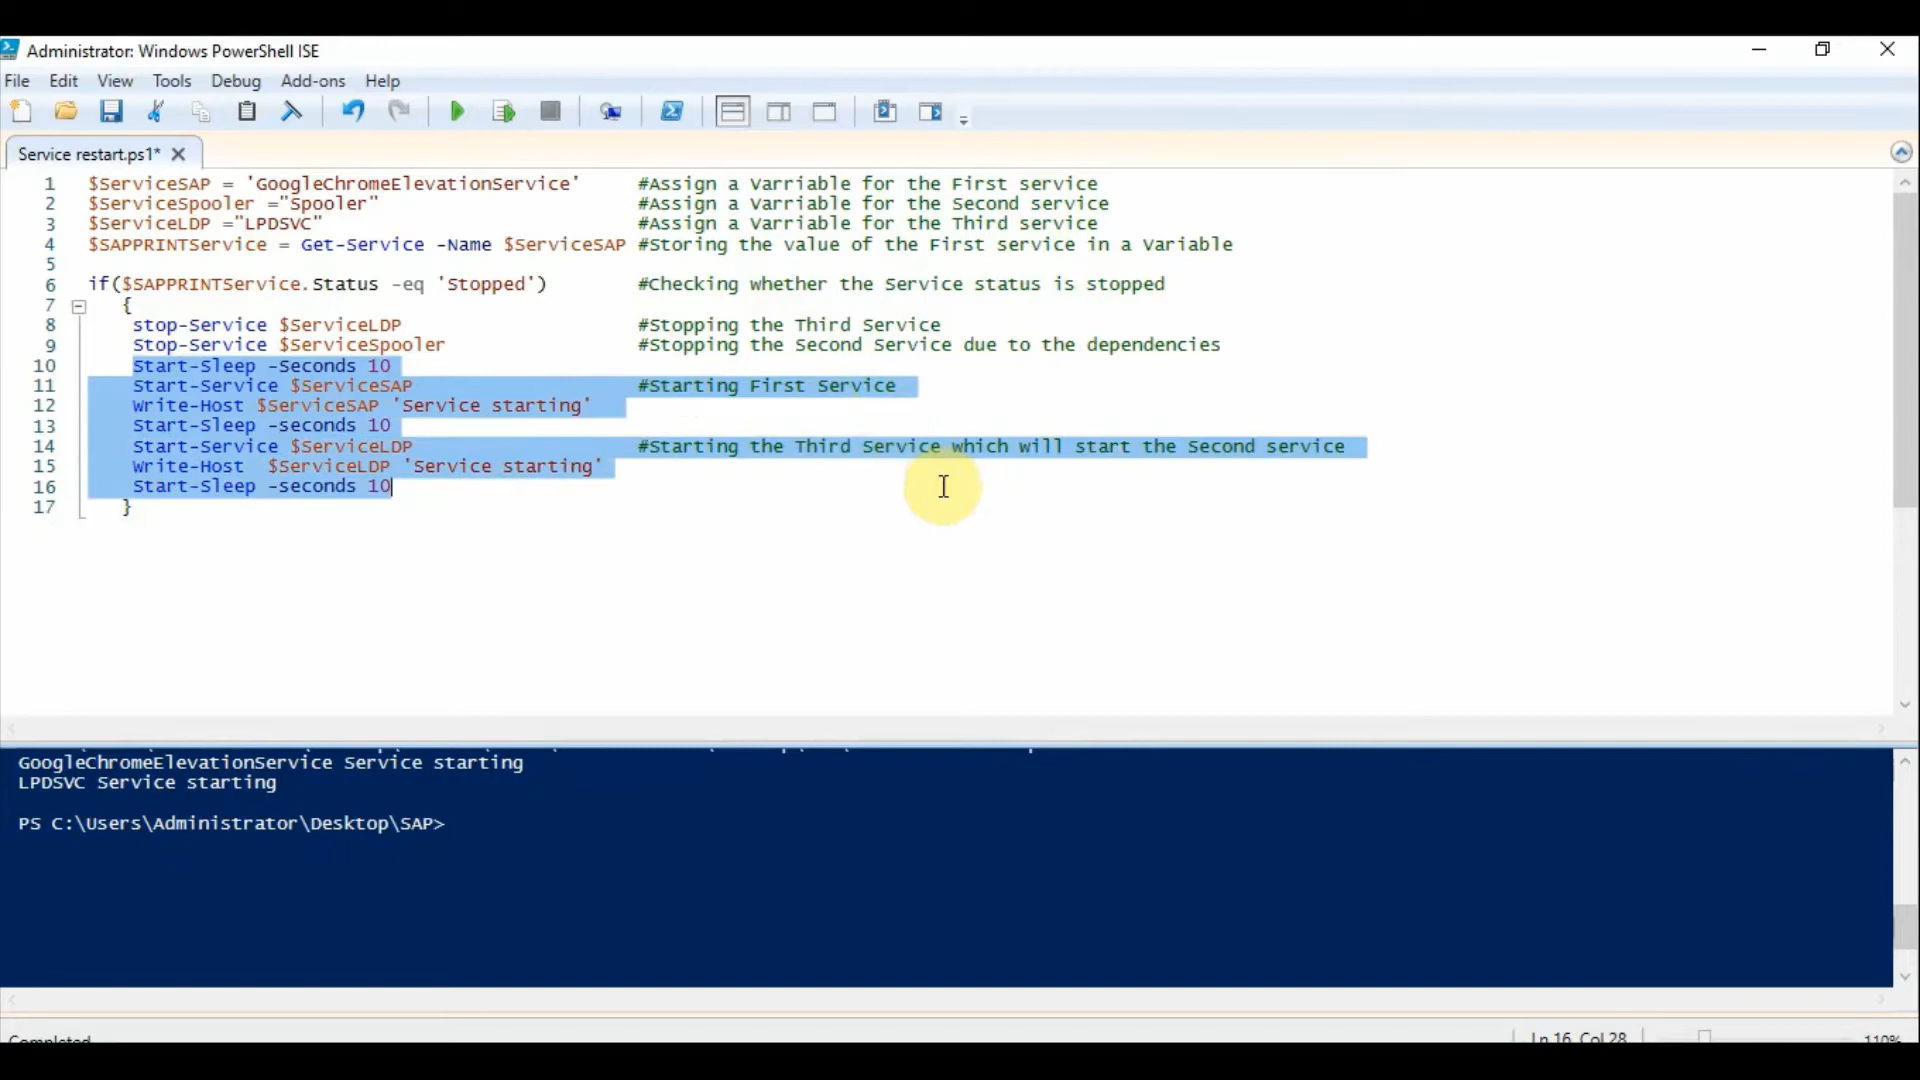 Administrator: Windows PowerShell ISE
File Edit View Tools Debug Add-ons Help
Service restart.ps1*
1 $ServiceSAP = 'GoogleChromeElevationService' #Assign a Varriable for the First service
2 $ServiceSpooler ="Spooler" #Assign a Varriable for the Second service
3 $ServiceLDP ="LPDSVC" #Assign a Varriable for the Third service
4 $SAPPRINTService = Get-Service -Name $ServiceSAP #Storing the value of the First service in a Variable
5
6 if($SAPPRINTService.Status -eq 'Stopped') #Checking whether the Service status is stopped
7 {
8 stop-Service $ServiceLDP #Stopping the Third Service
9 Stop-Service $ServiceSpooler #Stopping the Second Service due to the dependencies
10 Start-Sleep -Seconds 10
11 Start-Service $ServiceSAP #Starting First Service
12 Write-Host $ServiceSAP 'Service starting'
13 Start-Sleep -seconds 10
14 Start-Service $ServiceLDP #Starting the Third Service which will start the Second service
15 Write-Host $ServiceLDP 'Service starting'
16 Start-Sleep -seconds 10
17 }
GoogleChromeElevationService Service starting
LPDSVC Service starting
PS C:\Users\Administrator\Desktop\SAP>
Completed Ln 16 Col 28 110%